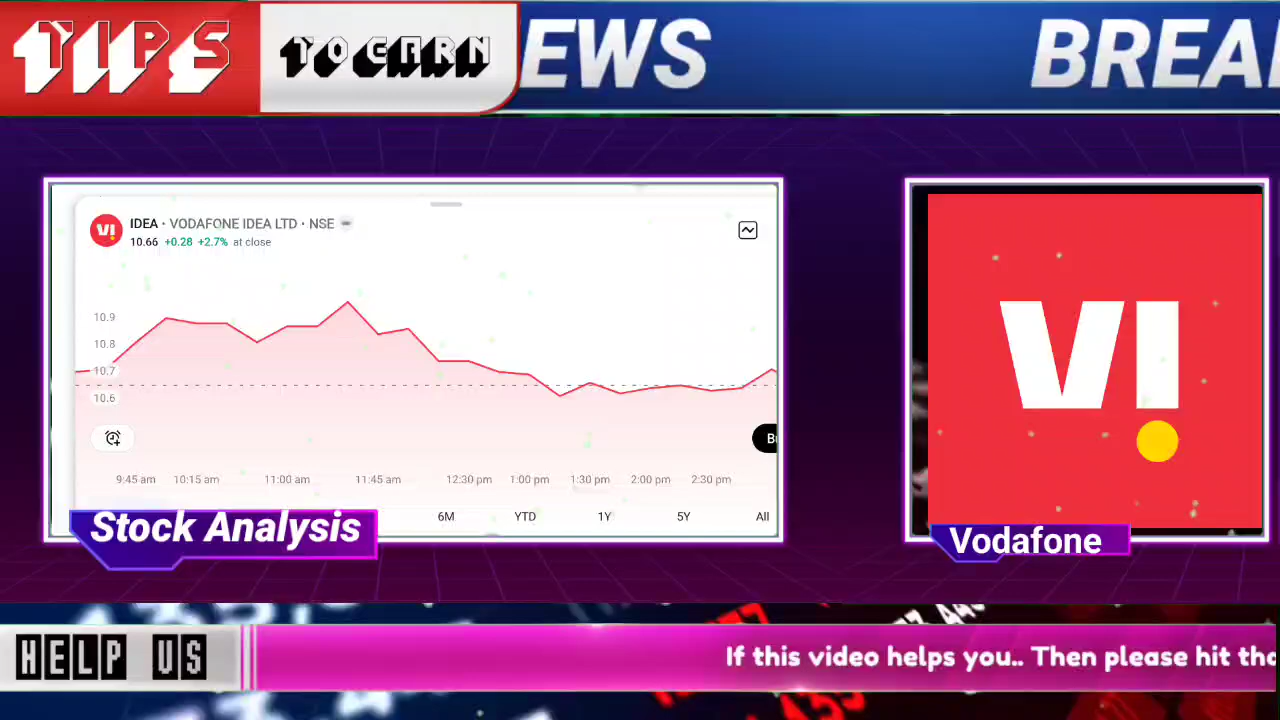 TIPS
TO EARN
EWS
BREA
VI
IDEA • VODAFONE IDEA LTD • NSE
10.66 +0.28 +2.7% at close
10.9
10.8
10.7
10.6
9:45 am 10:15 am 11:00 am 11:45 am 12:30 pm 1:00 pm 1:30 pm 2:00 pm 2:30 pm
6M YTD 1Y 5Y All
Stock Analysis
VI
Vodafone
HELP US
If this video helps you.. Then please hit